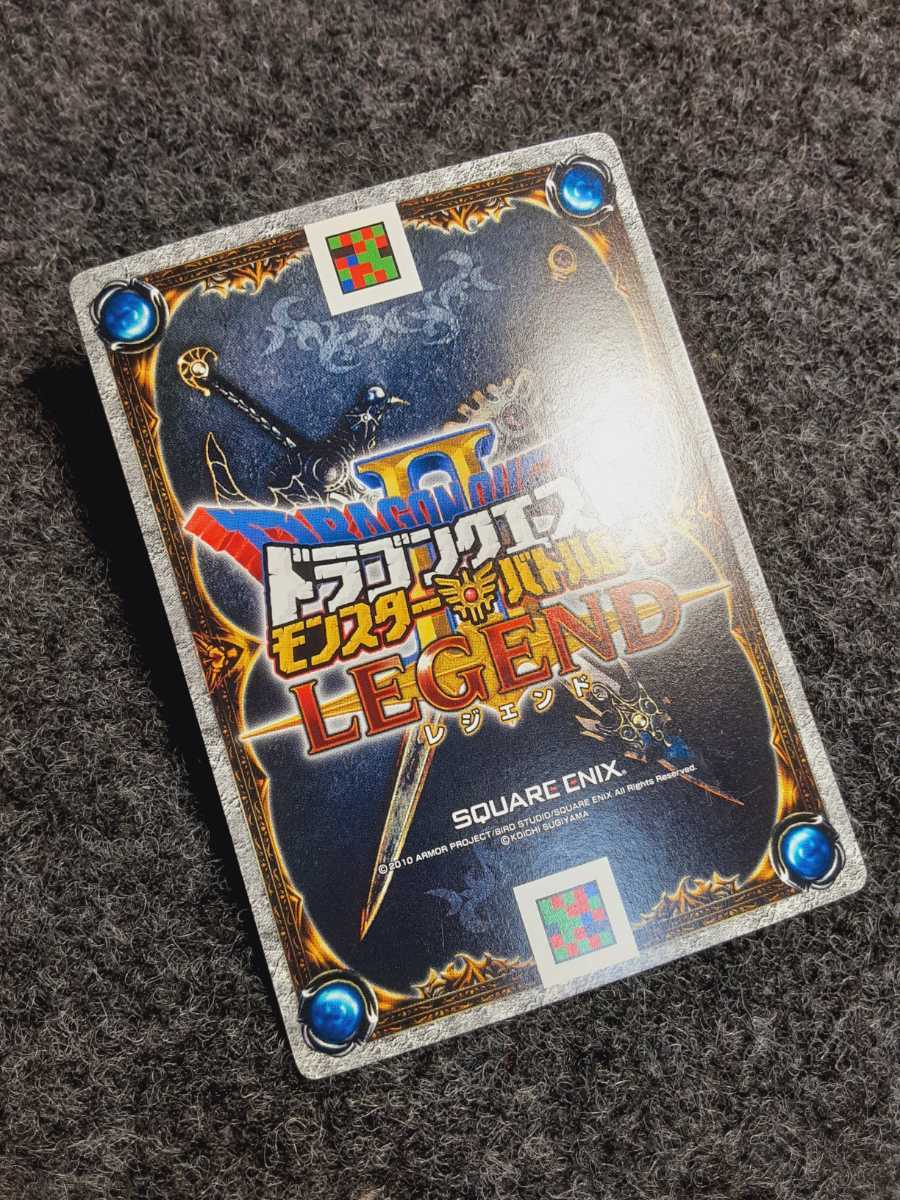 II
DRAGON QUEST
ドラゴンクエスト
モンスター バトルロード
II
LEGEND
レジェンド
SQUARE ENIX®
©2010 ARMOR PROJECT/BIRD STUDIO/SQUARE ENIX All Rights Reserved.
©KOICHI SUGIYAMA